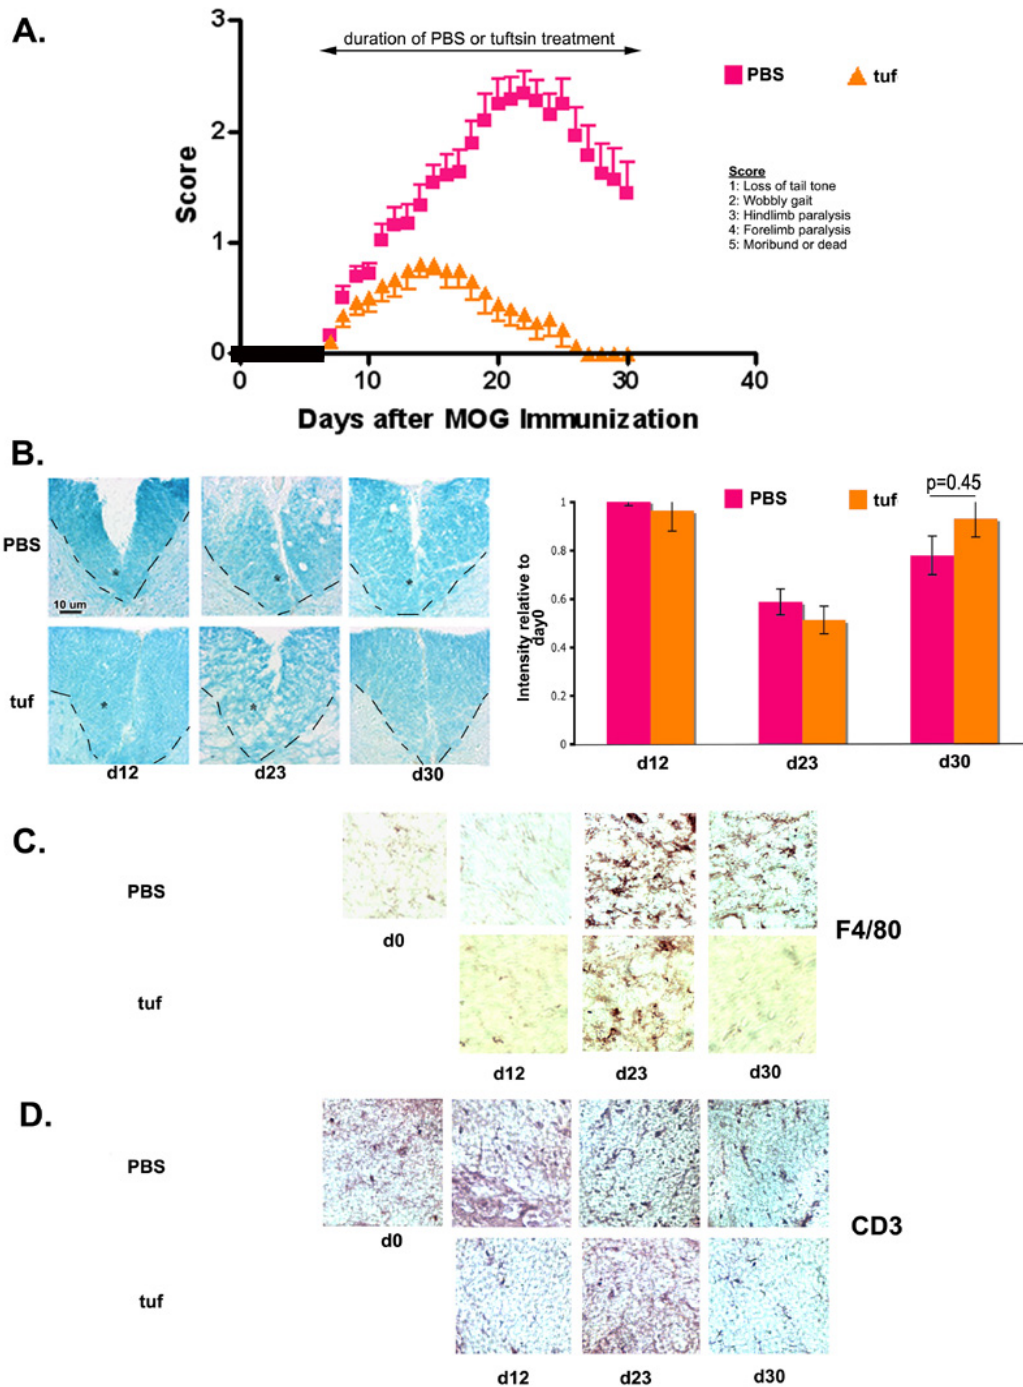 A.
3
2
1
0
Score
duration of PBS or tuftsin treatment
PBS
tuf
Score
1: Loss of tail tone
2: Wobbly gait
3: Hindlimb paralysis
4: Forelimb paralysis
5: Moribund or dead
0 10 20 30 40
Days after MOG Immunization
B.
PBS
*
*
*
10 um
tuf
*
*
d12 d23 d30
PBS
tuf
p=0.45
Intensity relative to
day0
1
0.8
0.6
0.4
0.2
0
d12 d23 d30
C.
PBS
d0
F4/80
tuf
d12 d23 d30
D.
PBS
d0
CD3
tuf
d12 d23 d30